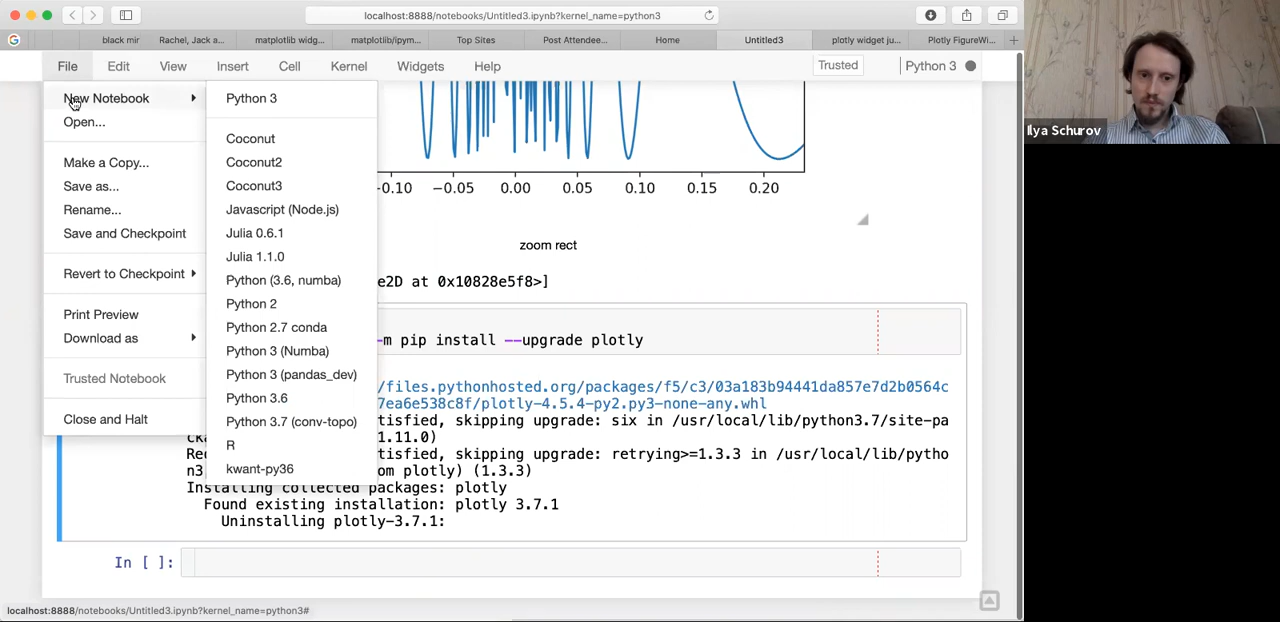 localhost:8888/notebooks/Untitled3.ipynb?kernel_name=python3
black mir
Rachel, Jack a...
matplotlib widg...
matplotlib/ipym...
Top Sites
Post Attendee...
Home
Untitled3
plotly widget ju...
Plotly FigureWi...
File Edit View Insert Cell Kernel Widgets Help
Trusted
Python 3
New Notebook
Open...
Make a Copy...
Save as...
Rename...
Save and Checkpoint
Revert to Checkpoint
Print Preview
Download as
Trusted Notebook
Close and Halt
Python 3
Coconut
Coconut2
Coconut3
Javascript (Node.js)
Julia 0.6.1
Julia 1.1.0
Python (3.6, numba)
Python 2
Python 2.7 conda
Python 3 (Numba)
Python 3 (pandas_dev)
Python 3.6
Python 3.7 (conv-topo)
R
kwant-py36
-0.10 −0.05 0.00 0.05 0.10 0.15 0.20
zoom rect
e2D at 0x10828e5f8>]
-m pip install --upgrade plotly
/files.pythonhosted.org/packages/f5/c3/03a183b94441da857e7d2b0564c
7ea6e538c8f/plotly-4.5.4-py2.py3-none-any.whl
tisfied, skipping upgrade: six in /usr/local/lib/python3.7/site-pa
cka 1.11.0)
Rec tisfied, skipping upgrade: retrying>=1.3.3 in /usr/local/lib/pytho
n3 om plotly) (1.3.3)
Installing collected packages: plotly
Found existing installation: plotly 3.7.1
Uninstalling plotly-3.7.1:
In [ ]:
localhost:8888/notebooks/Untitled3.ipynb?kernel_name=python3#
Ilya Schurov